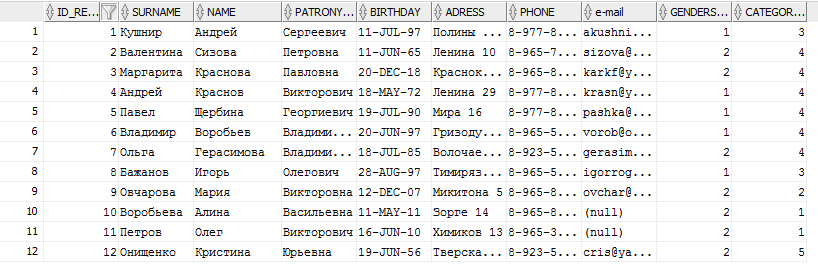 ID_RE... SURNAME NAME PATRONY... BIRTHDAY ADRESS PHONE e-mail GENDERS... CATEGOR...
1 1 Кушнир Андрей Сергеевич 11-JUL-97 Полины ... 8-977-8... akushni... 1 3
2 2 Валентина Сизова Петровна 11-JUN-65 Ленина 10 8-965-7... sizova@... 2 4
3 3 Маргарита Краснова Павловна 20-DEC-18 Краснок... 8-965-8... karkf@y... 2 4
4 4 Андрей Краснов Викторович 18-MAY-72 Ленина 29 8-977-8... krasn@y... 1 4
5 5 Павел Щербина Георгиевич 19-JUL-90 Мира 16 8-977-8... pashka@... 1 4
6 6 Владимир Воробьев Владими... 20-JUN-97 Гризоду... 8-965-5... vorob@o... 1 4
7 7 Ольга Герасимова Владими... 18-JUL-85 Волочае... 8-923-5... gerasim... 2 4
8 8 Бажанов Игорь Олегович 28-AUG-97 Тимиряз... 8-965-5... igorrog... 1 3
9 9 Овчарова Мария Викторовна 12-DEC-07 Микитона 5 8-965-8... ovchar@... 2 2
10 10 Воробьева Алина Васильевна 11-MAY-11 Зорге 14 8-965-8... (null) 2 1
11 11 Петров Олег Викторович 16-JUN-10 Химиков 13 8-965-3... (null) 1 1
12 12 Онищенко Кристина Юрьевна 19-JUN-56 Тверска... 8-923-5... cris@ya... 2 5